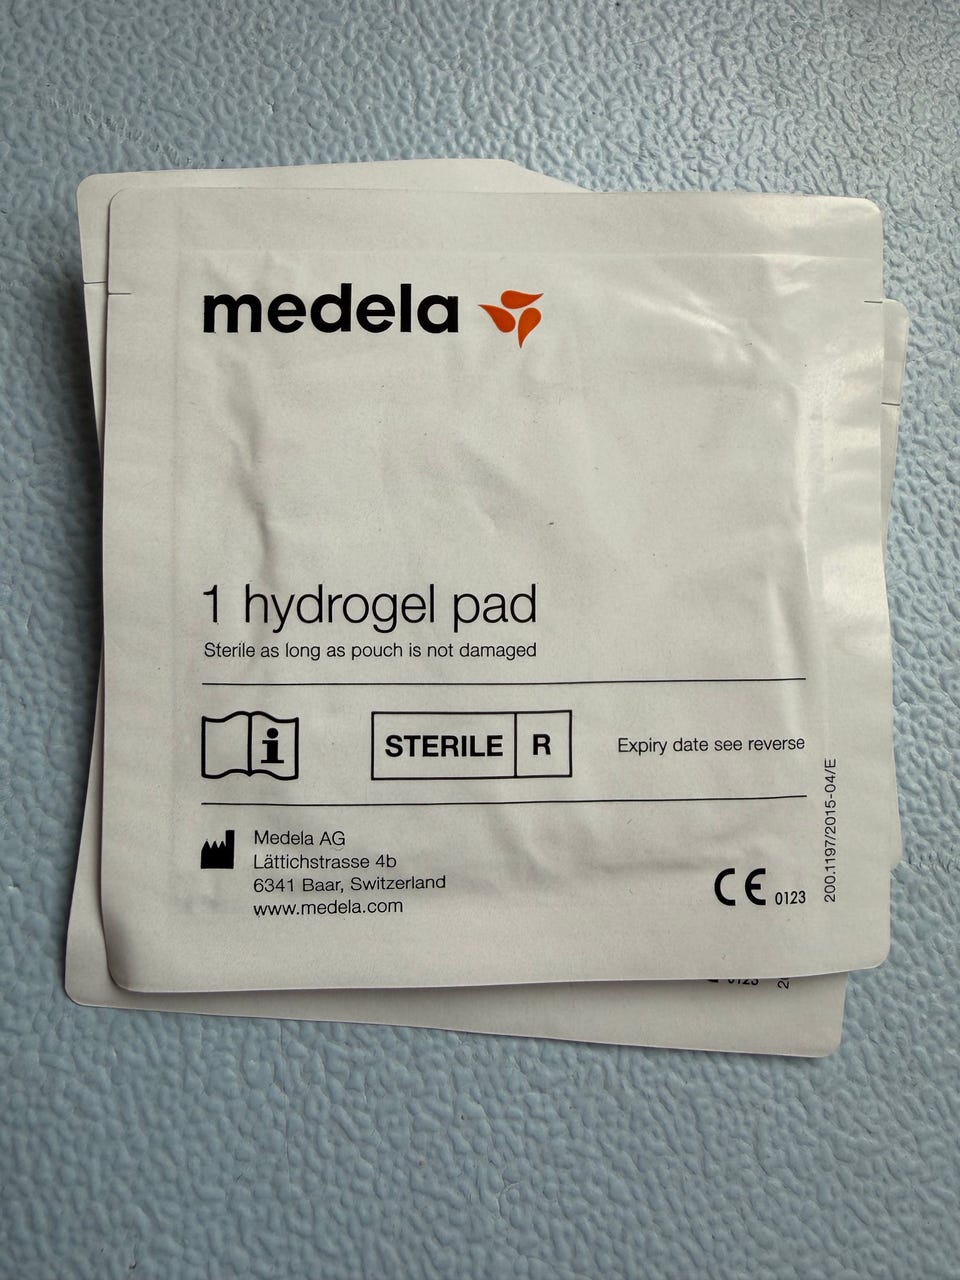 medela
1 hydrogel pad
Sterile as long as pouch is not damaged
i
STERILE R
Expiry date see reverse
Medela AG
Lättichstrasse 4b
6341 Baar, Switzerland
www.medela.com
CE 0123
200.1197/2015-04/E
0123